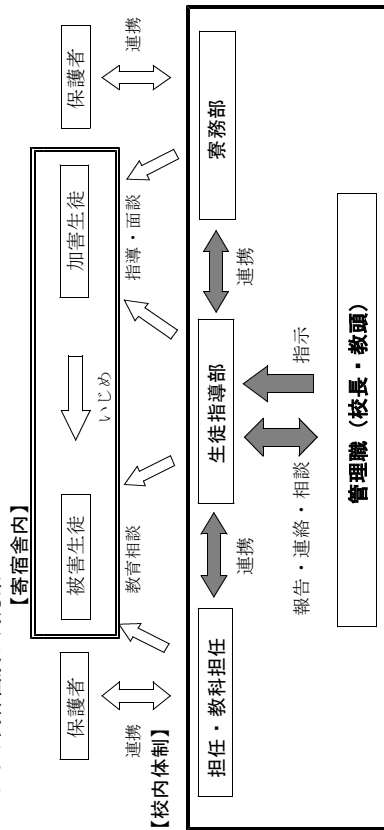 【寄宿舎内】
保護者
被害生徒
いじめ
加害生徒
保護者
連携
教育相談
指導・面談
連携
【校内体制】
担任・教科担任
連携
生徒指導部
連携
寮務部
報告・連絡・相談
指示
管理職（校長・教頭）